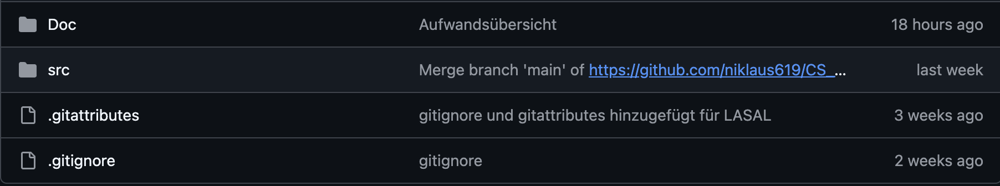 Doc Aufwandsübersicht 18 hours ago
src Merge branch 'main' of https://github.com/niklaus619/CS_... last week
.gitattributes gitignore und gitattributes hinzugefügt für LASAL 3 weeks ago
.gitignore gitignore 2 weeks ago